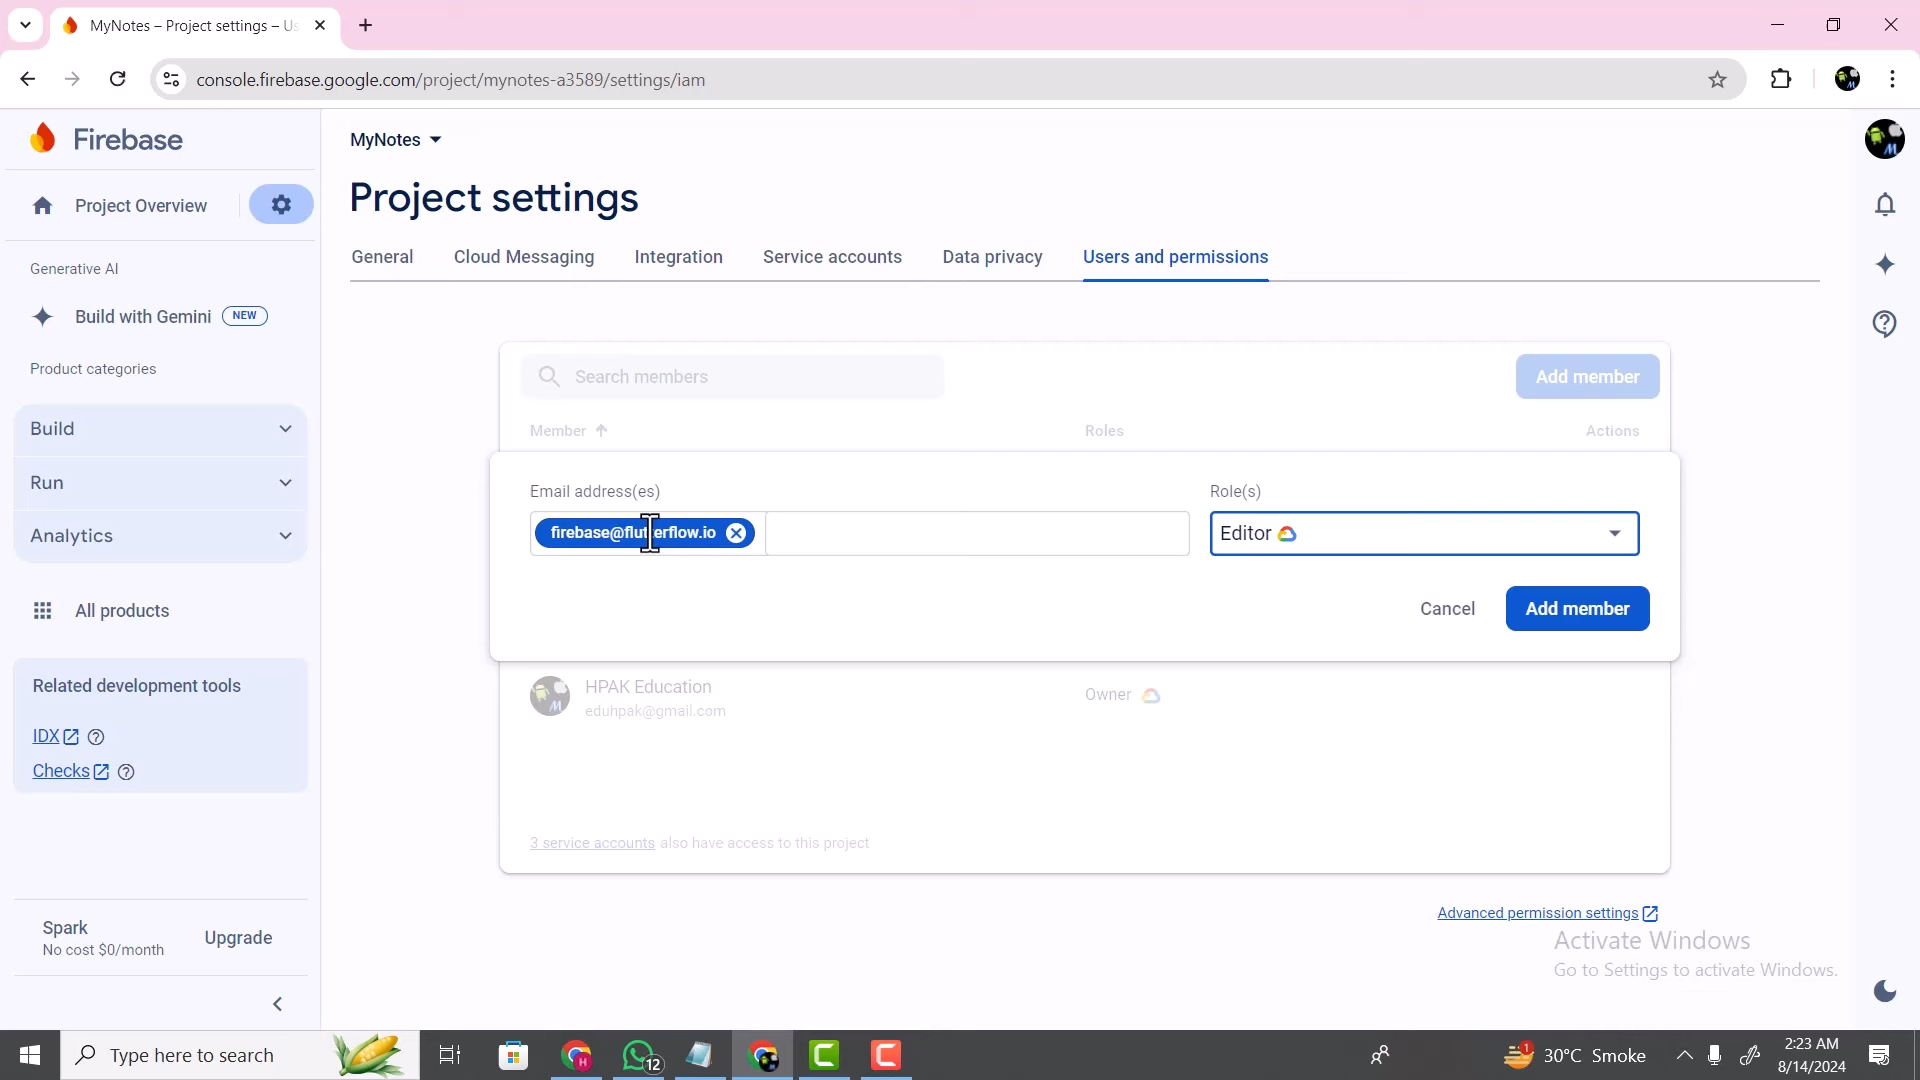 MyNotes – Project settings – Us
console.firebase.google.com/project/mynotes-a3589/settings/iam
Firebase
Project Overview
Generative AI
Build with Gemini NEW
Product categories
Build
Run
Analytics
All products
Related development tools
IDX
Checks
Spark
No cost $0/month
Upgrade
MyNotes
Project settings
General Cloud Messaging Integration Service accounts Data privacy Users and permissions
Search members
Add member
Member Roles Actions
Email address(es) Role(s)
firebase@flutterflow.io Editor
Cancel Add member
HPAK Education
eduhpak@gmail.com
Owner
3 service accounts also have access to this project
Advanced permission settings
Activate Windows
Go to Settings to activate Windows.
Type here to search
12
1
30°C Smoke
2:23 AM
8/14/2024